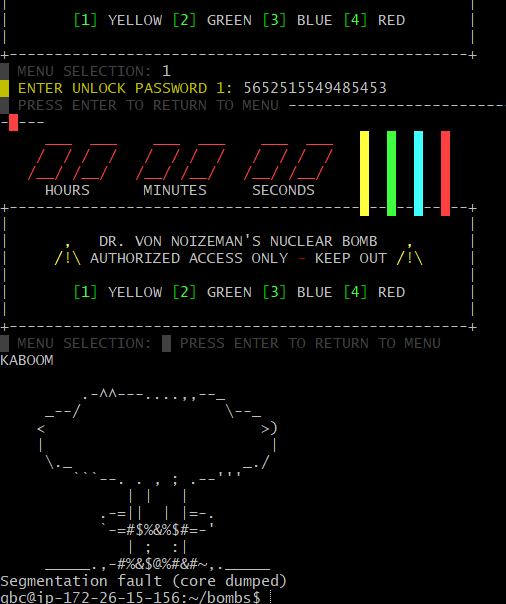 [1] YELLOW [2] GREEN [3] BLUE [4] RED
MENU SELECTION: 1
ENTER UNLOCK PASSWORD 1: 5652515549485453
PRESS ENTER TO RETURN TO MENU
HOURS MINUTES SECONDS
DR. VON NOIZEMAN'S NUCLEAR BOMB
/!\ AUTHORIZED ACCESS ONLY - KEEP OUT /!\
[1] YELLOW [2] GREEN [3] BLUE [4] RED
MENU SELECTION: PRESS ENTER TO RETURN TO MENU
KABOOM
Segmentation fault (core dumped)
gbc@ip-172-26-15-156:~/bombs$